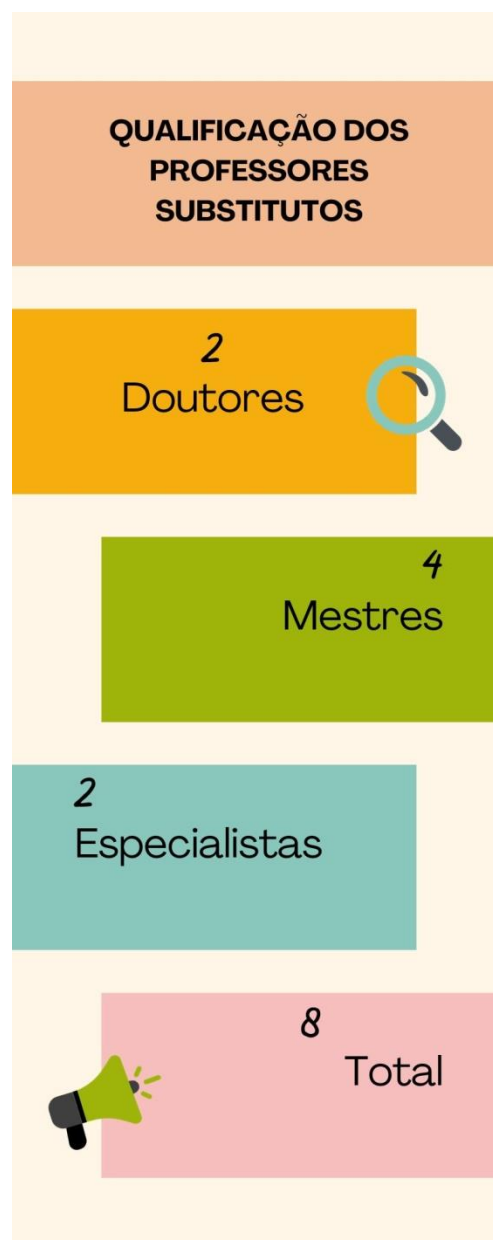 QUALIFICAÇÃO DOS
PROFESSORES
SUBSTITUTOS
2
Doutores
4
Mestres
2
Especialistas
8
Total